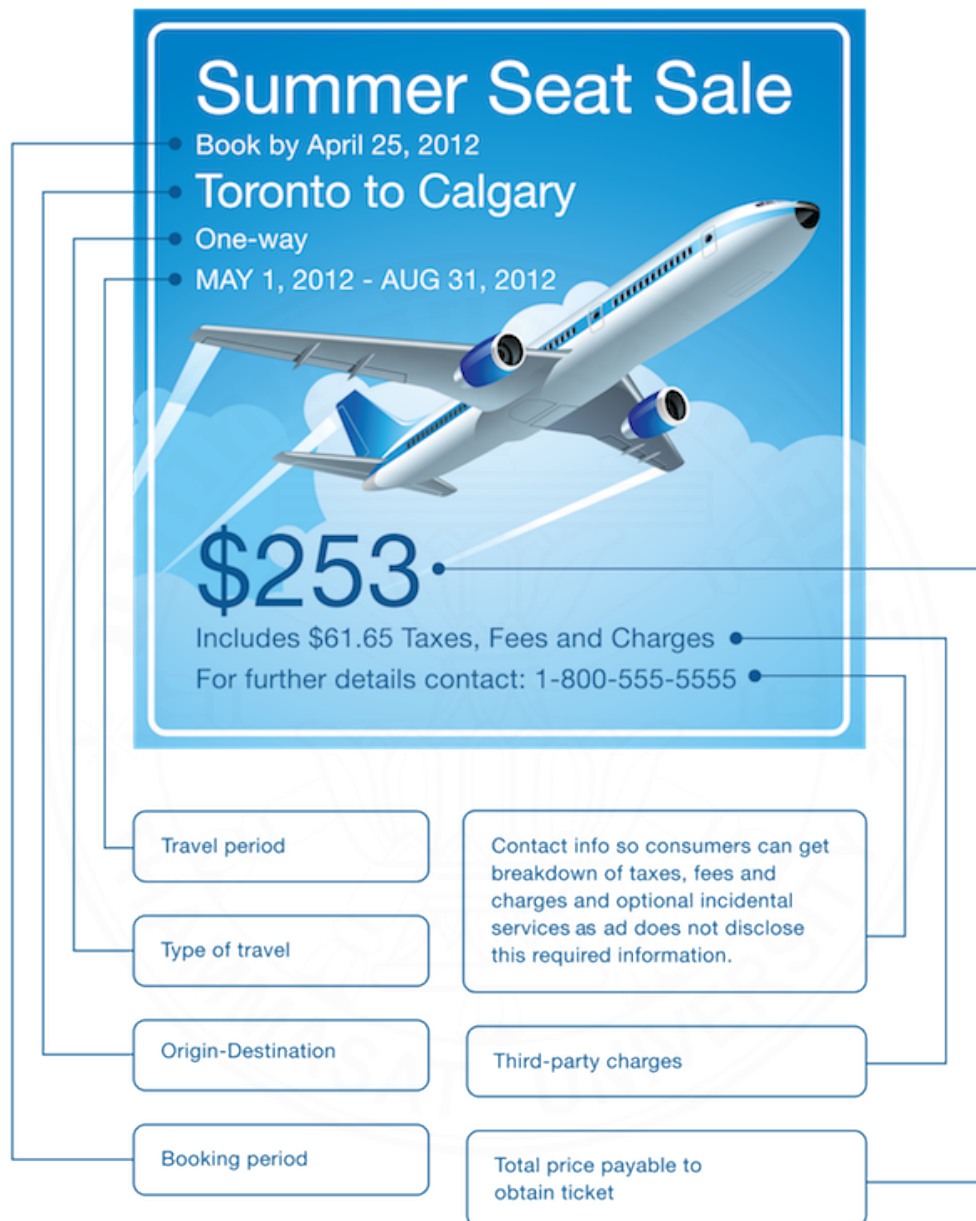 Summer Seat Sale
Book by April 25, 2012
Toronto to Calgary
One-way
MAY 1, 2012 - AUG 31, 2012
$253
Includes $61.65 Taxes, Fees and Charges
For further details contact: 1-800-555-5555
Travel period
Type of travel
Origin-Destination
Booking period
Contact info so consumers can get
breakdown of taxes, fees and
charges and optional incidental
services as ad does not disclose
this required information.
Third-party charges
Total price payable to
obtain ticket